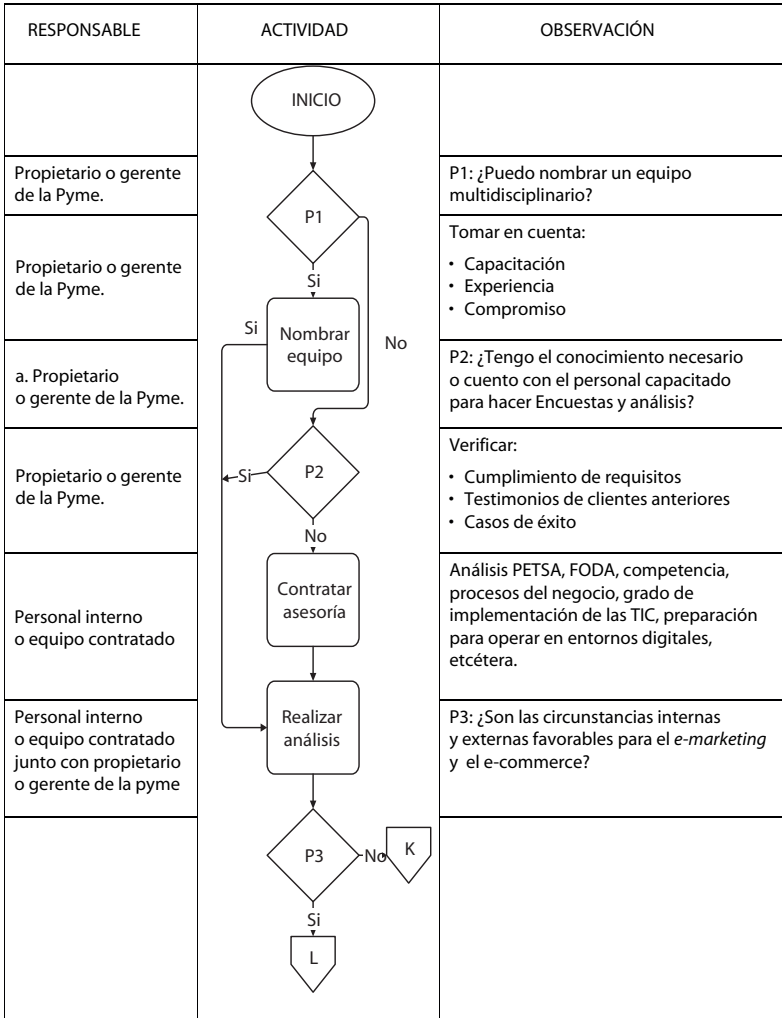 RESPONSABLE
ACTIVIDAD
OBSERVACIÓN
INICIO
Propietario o gerente
de la Pyme.
P1
P1: ¿Puedo nombrar un equipo
multidisciplinario?
Propietario o gerente
de la Pyme.
Si
Tomar en cuenta:
• Capacitación
• Experiencia
• Compromiso
Si
Nombrar
equipo
No
a. Propietario
o gerente de la Pyme.
P2: ¿Tengo el conocimiento necesario
o cuento con el personal capacitado
para hacer Encuestas y análisis?
Propietario o gerente
de la Pyme.
Si
P2
No
Verificar:
• Cumplimiento de requisitos
• Testimonios de clientes anteriores
• Casos de éxito
Personal interno
o equipo contratado
Contratar
asesoría
Análisis PETSA, FODA, competencia,
procesos del negocio, grado de
implementación de las TIC, preparación
para operar en entornos digitales,
etcétera.
Personal interno
o equipo contratado
junto con propietario
o gerente de la pyme
Realizar
análisis
P3: ¿Son las circunstancias internas
y externas favorables para el e-marketing
y el e-commerce?
P3
No
K
Si
L